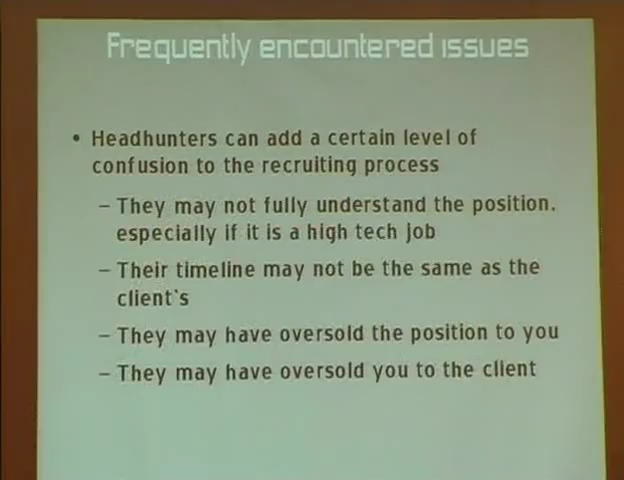 Frequently encountered issues
• Headhunters can add a certain level of
confusion to the recruiting process
– They may not fully understand the position.
especially if it is a high tech job
– Their timeline may not be the same as the
client's
– They may have oversold the position to you
– They may have oversold you to the client